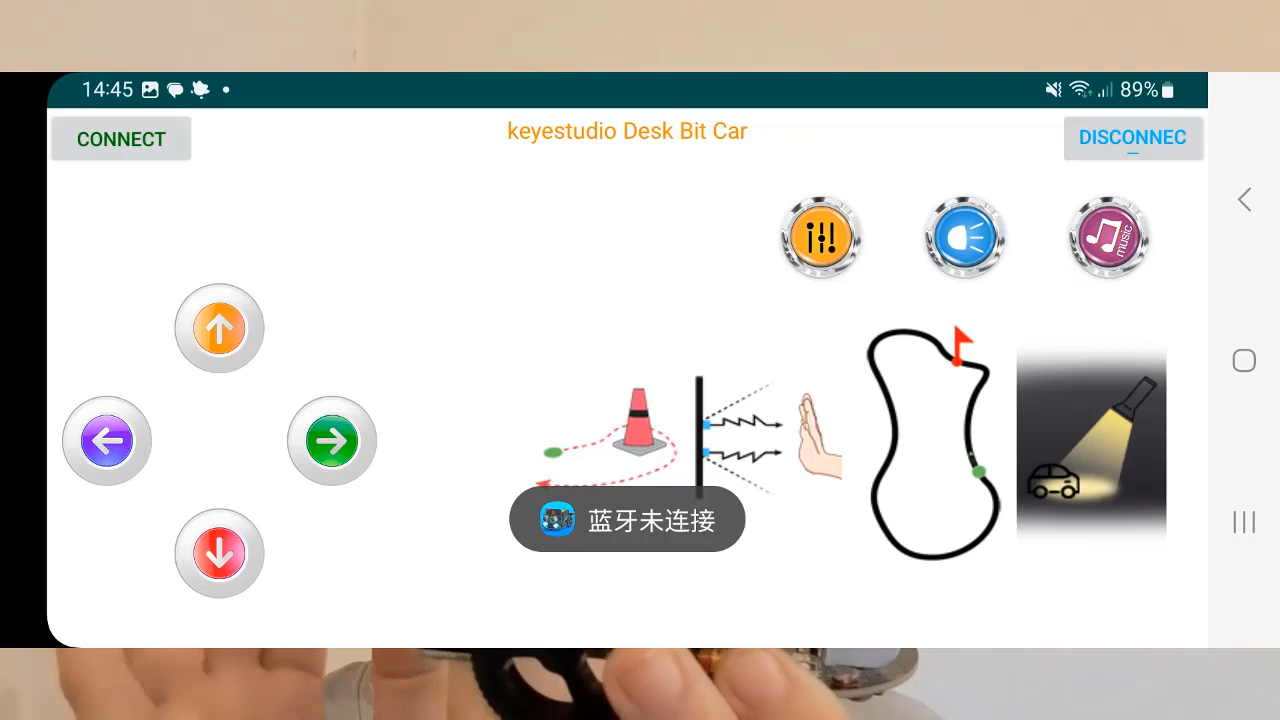 14:45
89%
CONNECT
keyestudio Desk Bit Car
DISCONNEC
music
蓝牙未连接